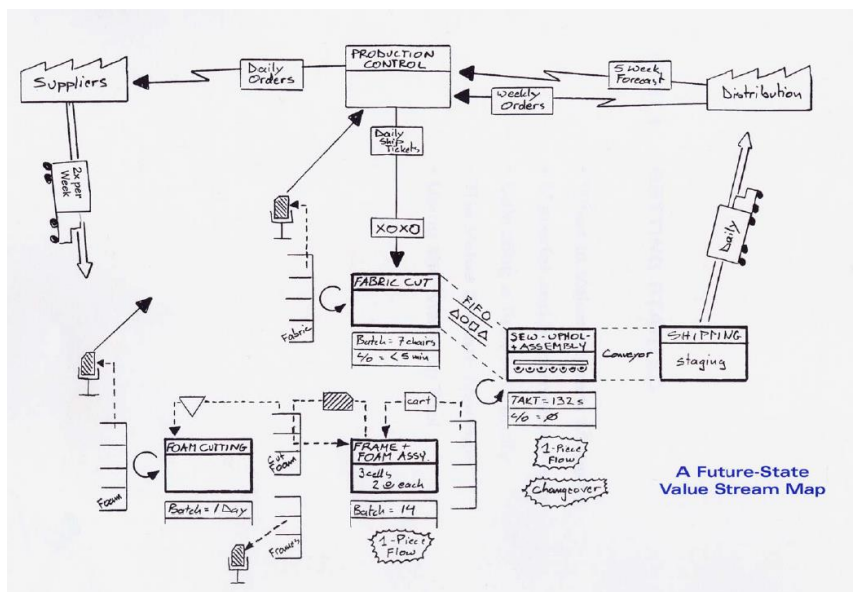 Suppliers
Daily
Orders
PRODUCTION
CONTROL
5 Week
Forecast
Weekly
Orders
Distribution
Daily
Ship
Tickets
2x per
Week
Daily
XOXO
Fabric
FABRIC CUT
Batch = 7 chairs
c/o = < 5 min
FIFO
SEW-UPHOL-
+ ASSEMBLY
TAKT = 132 s
c/o = Ø
Conveyor
SHIPPING
staging
1-Piece
Flow
Changeover
Foam
FOAM CUTTING
Batch = 1 Day
Cut
Foam
cart
FRAME +
FOAM ASSY.
3 cells
2 @ each
Batch = 14
1-Piece
Flow
Frames
A Future-State
Value Stream Map